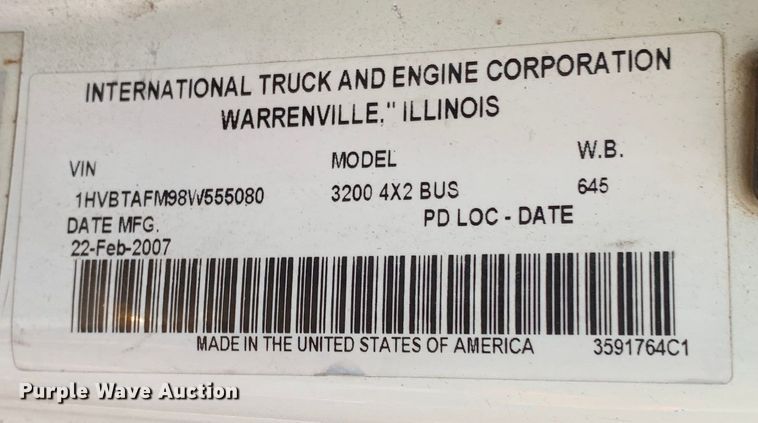 INTERNATIONAL TRUCK AND ENGINE CORPORATION
WARRENVILLE," ILLINOIS
VIN MODEL W.B.
1HVBTAFM98W555080 3200 4X2 BUS 645
DATE MFG. PD LOC - DATE
22-Feb-2007
MADE IN THE UNITED STATES OF AMERICA 3591764C1
Purple Wave Auction